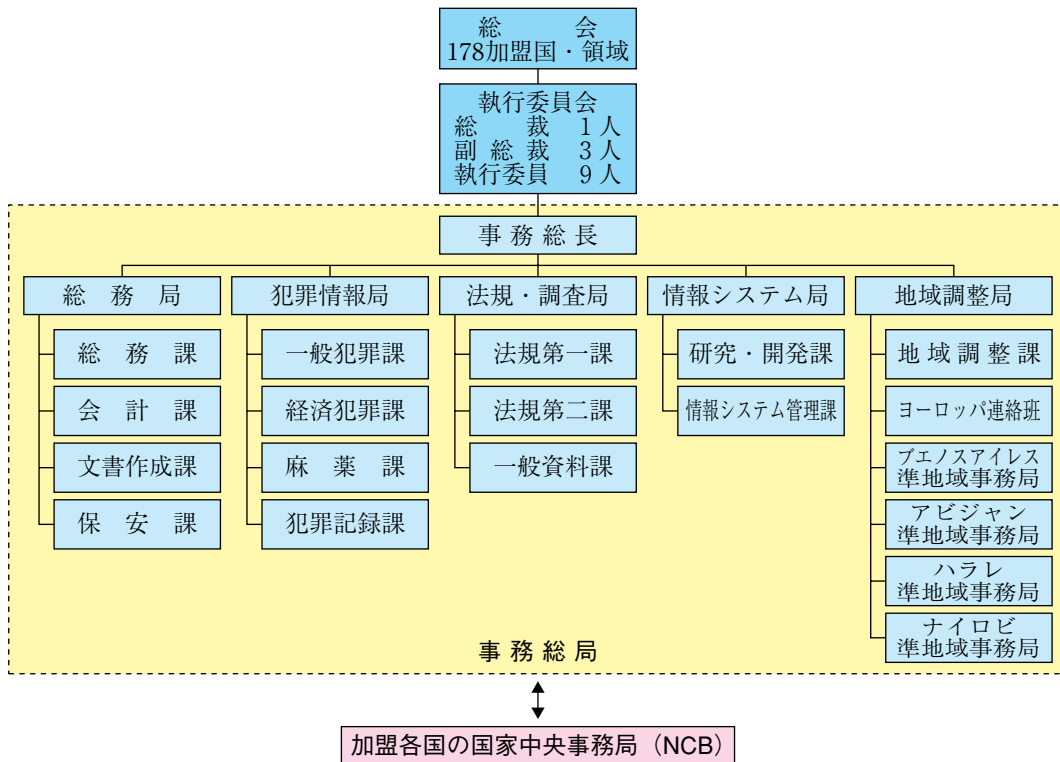 総　　会
178加盟国・領域
執行委員会
総　　裁　1人
副総裁　3人
執行委員　9人
事務総長
総務局
総務課
会計課
文書作成課
保安課
犯罪情報局
一般犯罪課
経済犯罪課
麻薬課
犯罪記録課
法規・調査局
法規第一課
法規第二課
一般資料課
情報システム局
研究・開発課
情報システム管理課
地域調整局
地域調整課
ヨーロッパ連絡班
ブエノスアイレス
準地域事務局
アビジャン
準地域事務局
ハラレ
準地域事務局
ナイロビ
準地域事務局
事務総局
加盟各国の国家中央事務局（NCB）